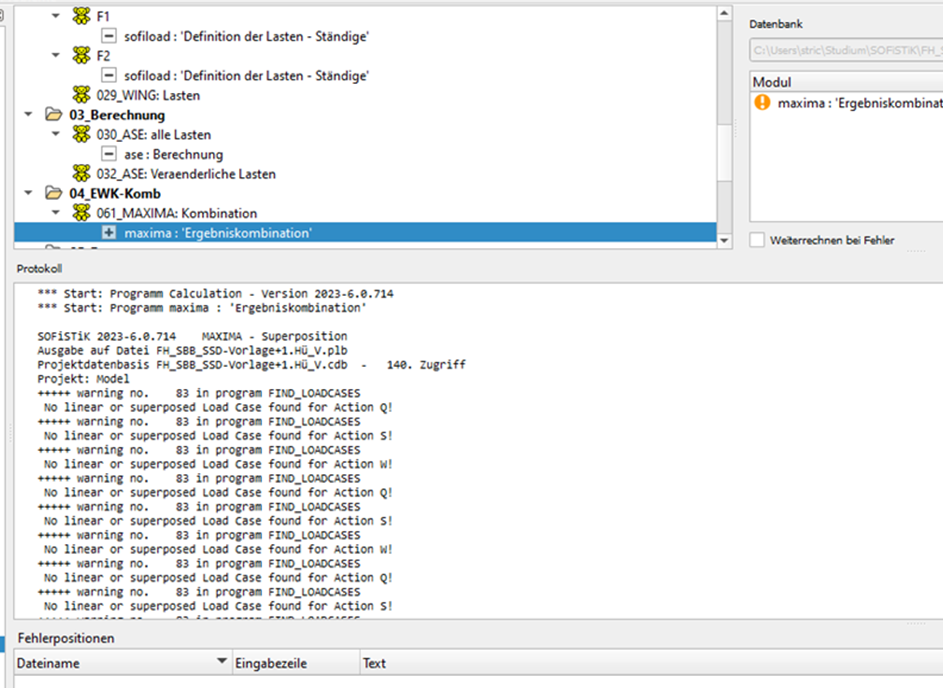 F1
sofiload : 'Definition der Lasten - Ständige'
F2
sofiload : 'Definition der Lasten - Ständige'
029_WING: Lasten
03_Berechnung
030_ASE: alle Lasten
ase : Berechnung
032_ASE: Veraenderliche Lasten
04_EWK-Komb
061_MAXIMA: Kombination
maxima : 'Ergebniskombination'
Datenbank
C:\Users\stric\Studium\SOFiSTiK\FH_S
Modul
maxima : 'Ergebniskombinat
Weiterrechnen bei Fehler
Protokoll
*** Start: Programm Calculation - Version 2023-6.0.714
*** Start: Programm maxima : 'Ergebniskombination'
SOFiSTiK 2023-6.0.714 MAXIMA - Superposition
Ausgabe auf Datei FH_SBB_SSD-Vorlage+1.Hü_V.plb
Projektdatenbasis FH_SBB_SSD-Vorlage+1.Hü_V.cdb - 140. Zugriff
Projekt: Model
+++++ warning no. 83 in program FIND_LOADCASES
No linear or superposed Load Case found for Action Q!
+++++ warning no. 83 in program FIND_LOADCASES
No linear or superposed Load Case found for Action S!
+++++ warning no. 83 in program FIND_LOADCASES
No linear or superposed Load Case found for Action W!
+++++ warning no. 83 in program FIND_LOADCASES
No linear or superposed Load Case found for Action Q!
+++++ warning no. 83 in program FIND_LOADCASES
No linear or superposed Load Case found for Action S!
+++++ warning no. 83 in program FIND_LOADCASES
No linear or superposed Load Case found for Action W!
+++++ warning no. 83 in program FIND_LOADCASES
No linear or superposed Load Case found for Action Q!
+++++ warning no. 83 in program FIND_LOADCASES
No linear or superposed Load Case found for Action S!
+++++ warning no. 83 in program FIND_LOADCASES
Fehlerpositionen
Dateiname Eingabezeile Text